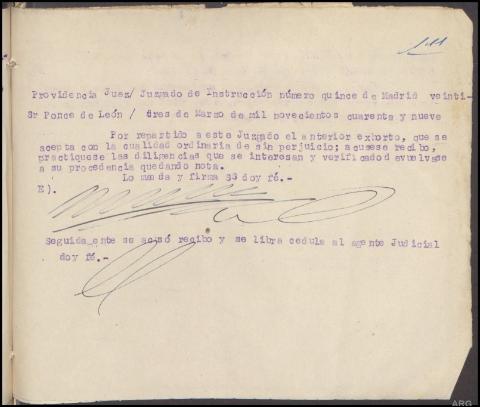 Providencia Juez/ Juzgado de Instrucción número quince de Madrid veinti-
Sr Ponce de León / tres de Marzo de mil novecientos cuarenta y nueve
Por repartido a este Juzgado el anterior exhorto, que se
acepta con la cualidad ordinaria de sin perjuicio; acusese recibo,
practiquese las diligencias que se interesan y verificado d evuelvase
a su procedencia quedando nota.
Lo manda y firma SS doy fé.-
E).
Seguida ente se acusó recibo y se libra cedula al agente Judicial
doy fé.-
ARG